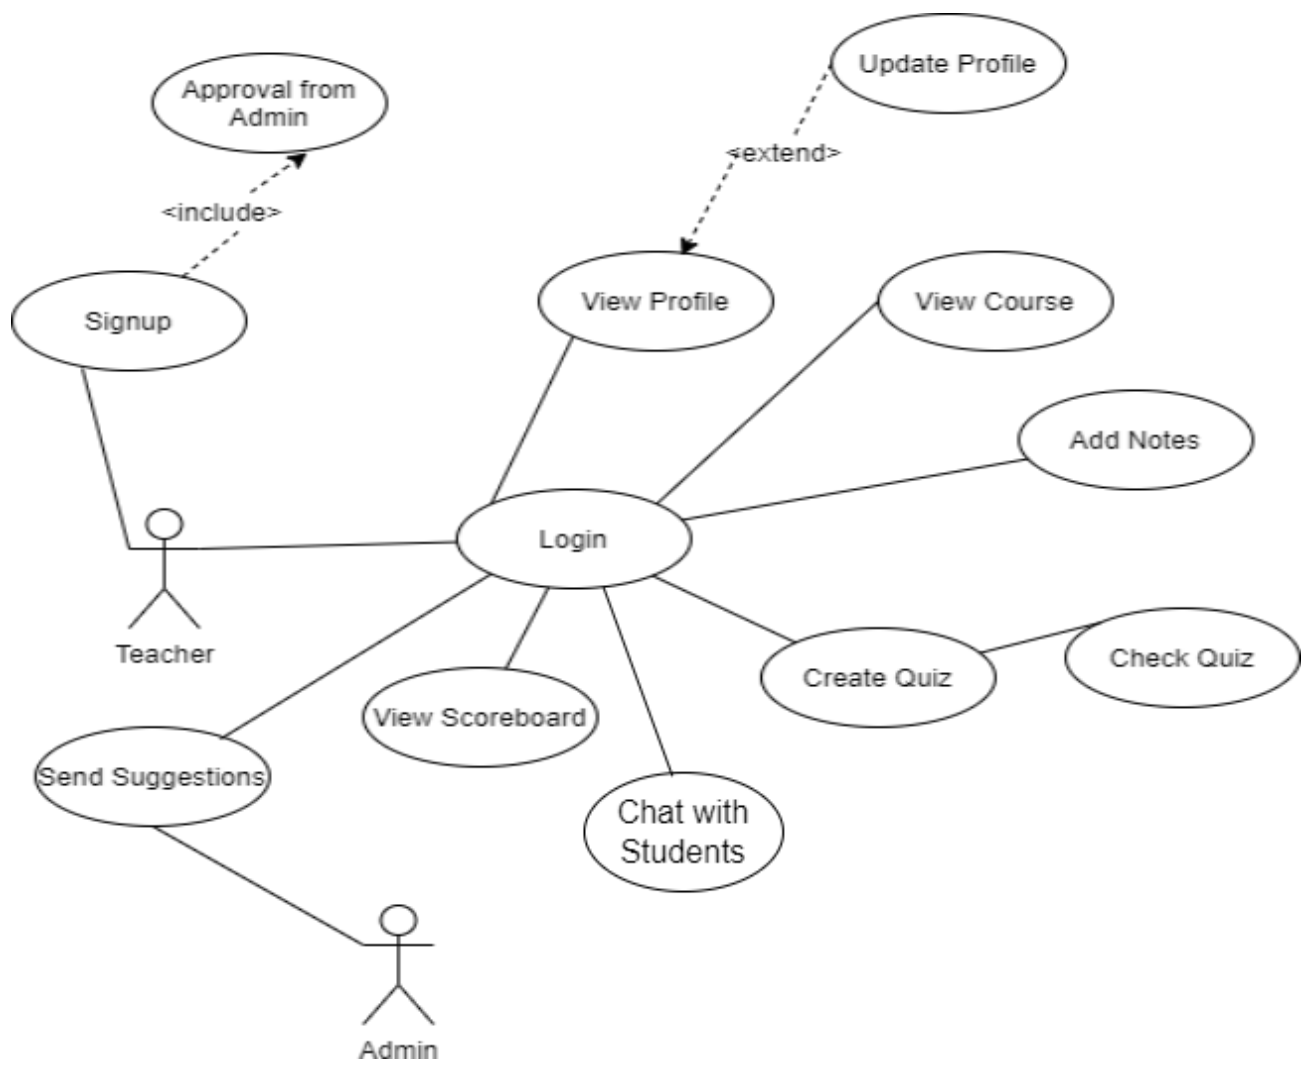 Update Profile
Approval from
Admin
<extend>
<include>
View Profile
View Course
Signup
Add Notes
Login
Teacher
Check Quiz
Create Quiz
View Scoreboard
Send Suggestions
Chat with
Students
Admin